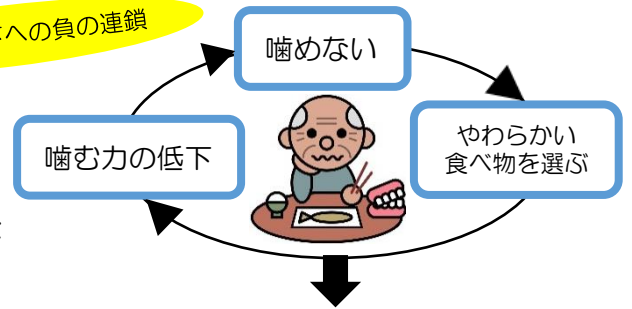 への負の連鎖
噛めない
噛む力の低下
やわらかい
食べ物を選ぶ